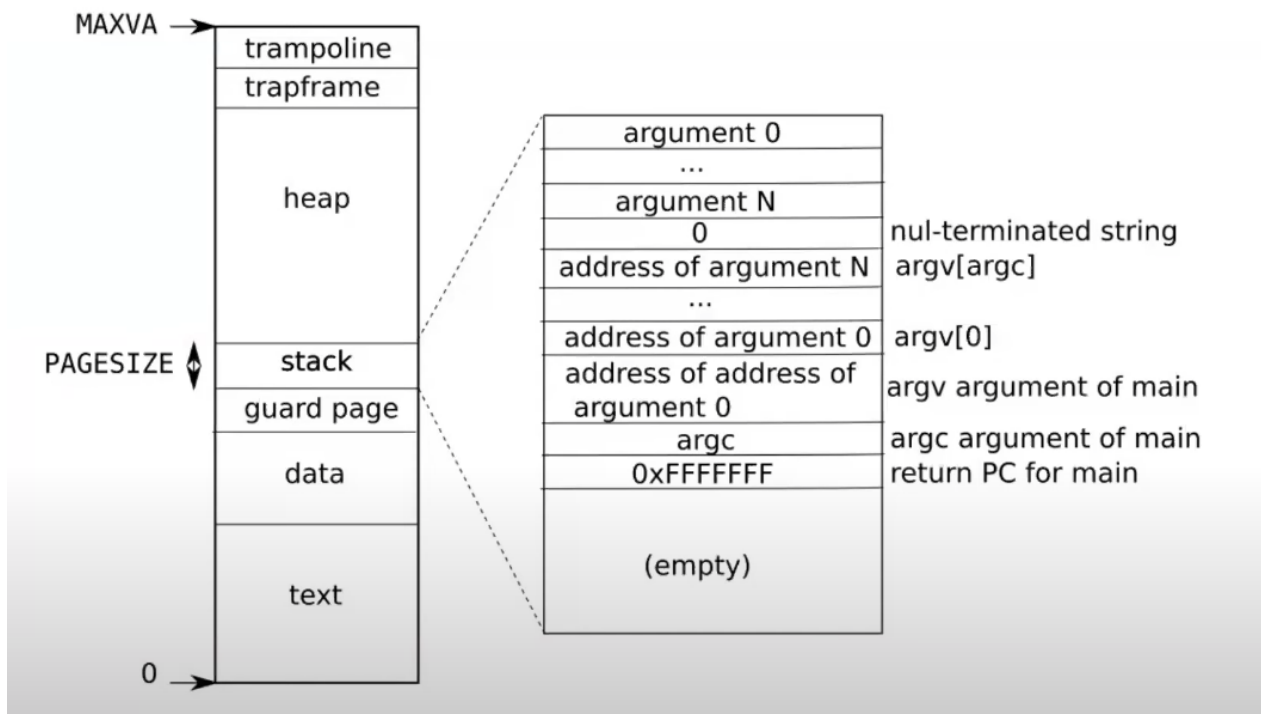 MAXVA
trampoline
trapframe
heap
PAGESIZE
stack
guard page
data
text
0
argument 0
...
argument N
0
nul-terminated string
address of argument N
argv[argc]
...
address of argument 0
argv[0]
address of address of
argument 0
argv argument of main
argc
argc argument of main
0xFFFFFFF
return PC for main
(empty)